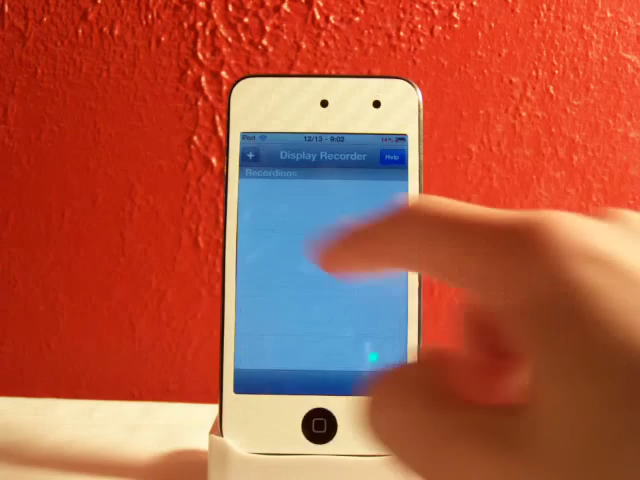 iPod 12/13 - 9:02
+ Display Recorder Help
Recordings